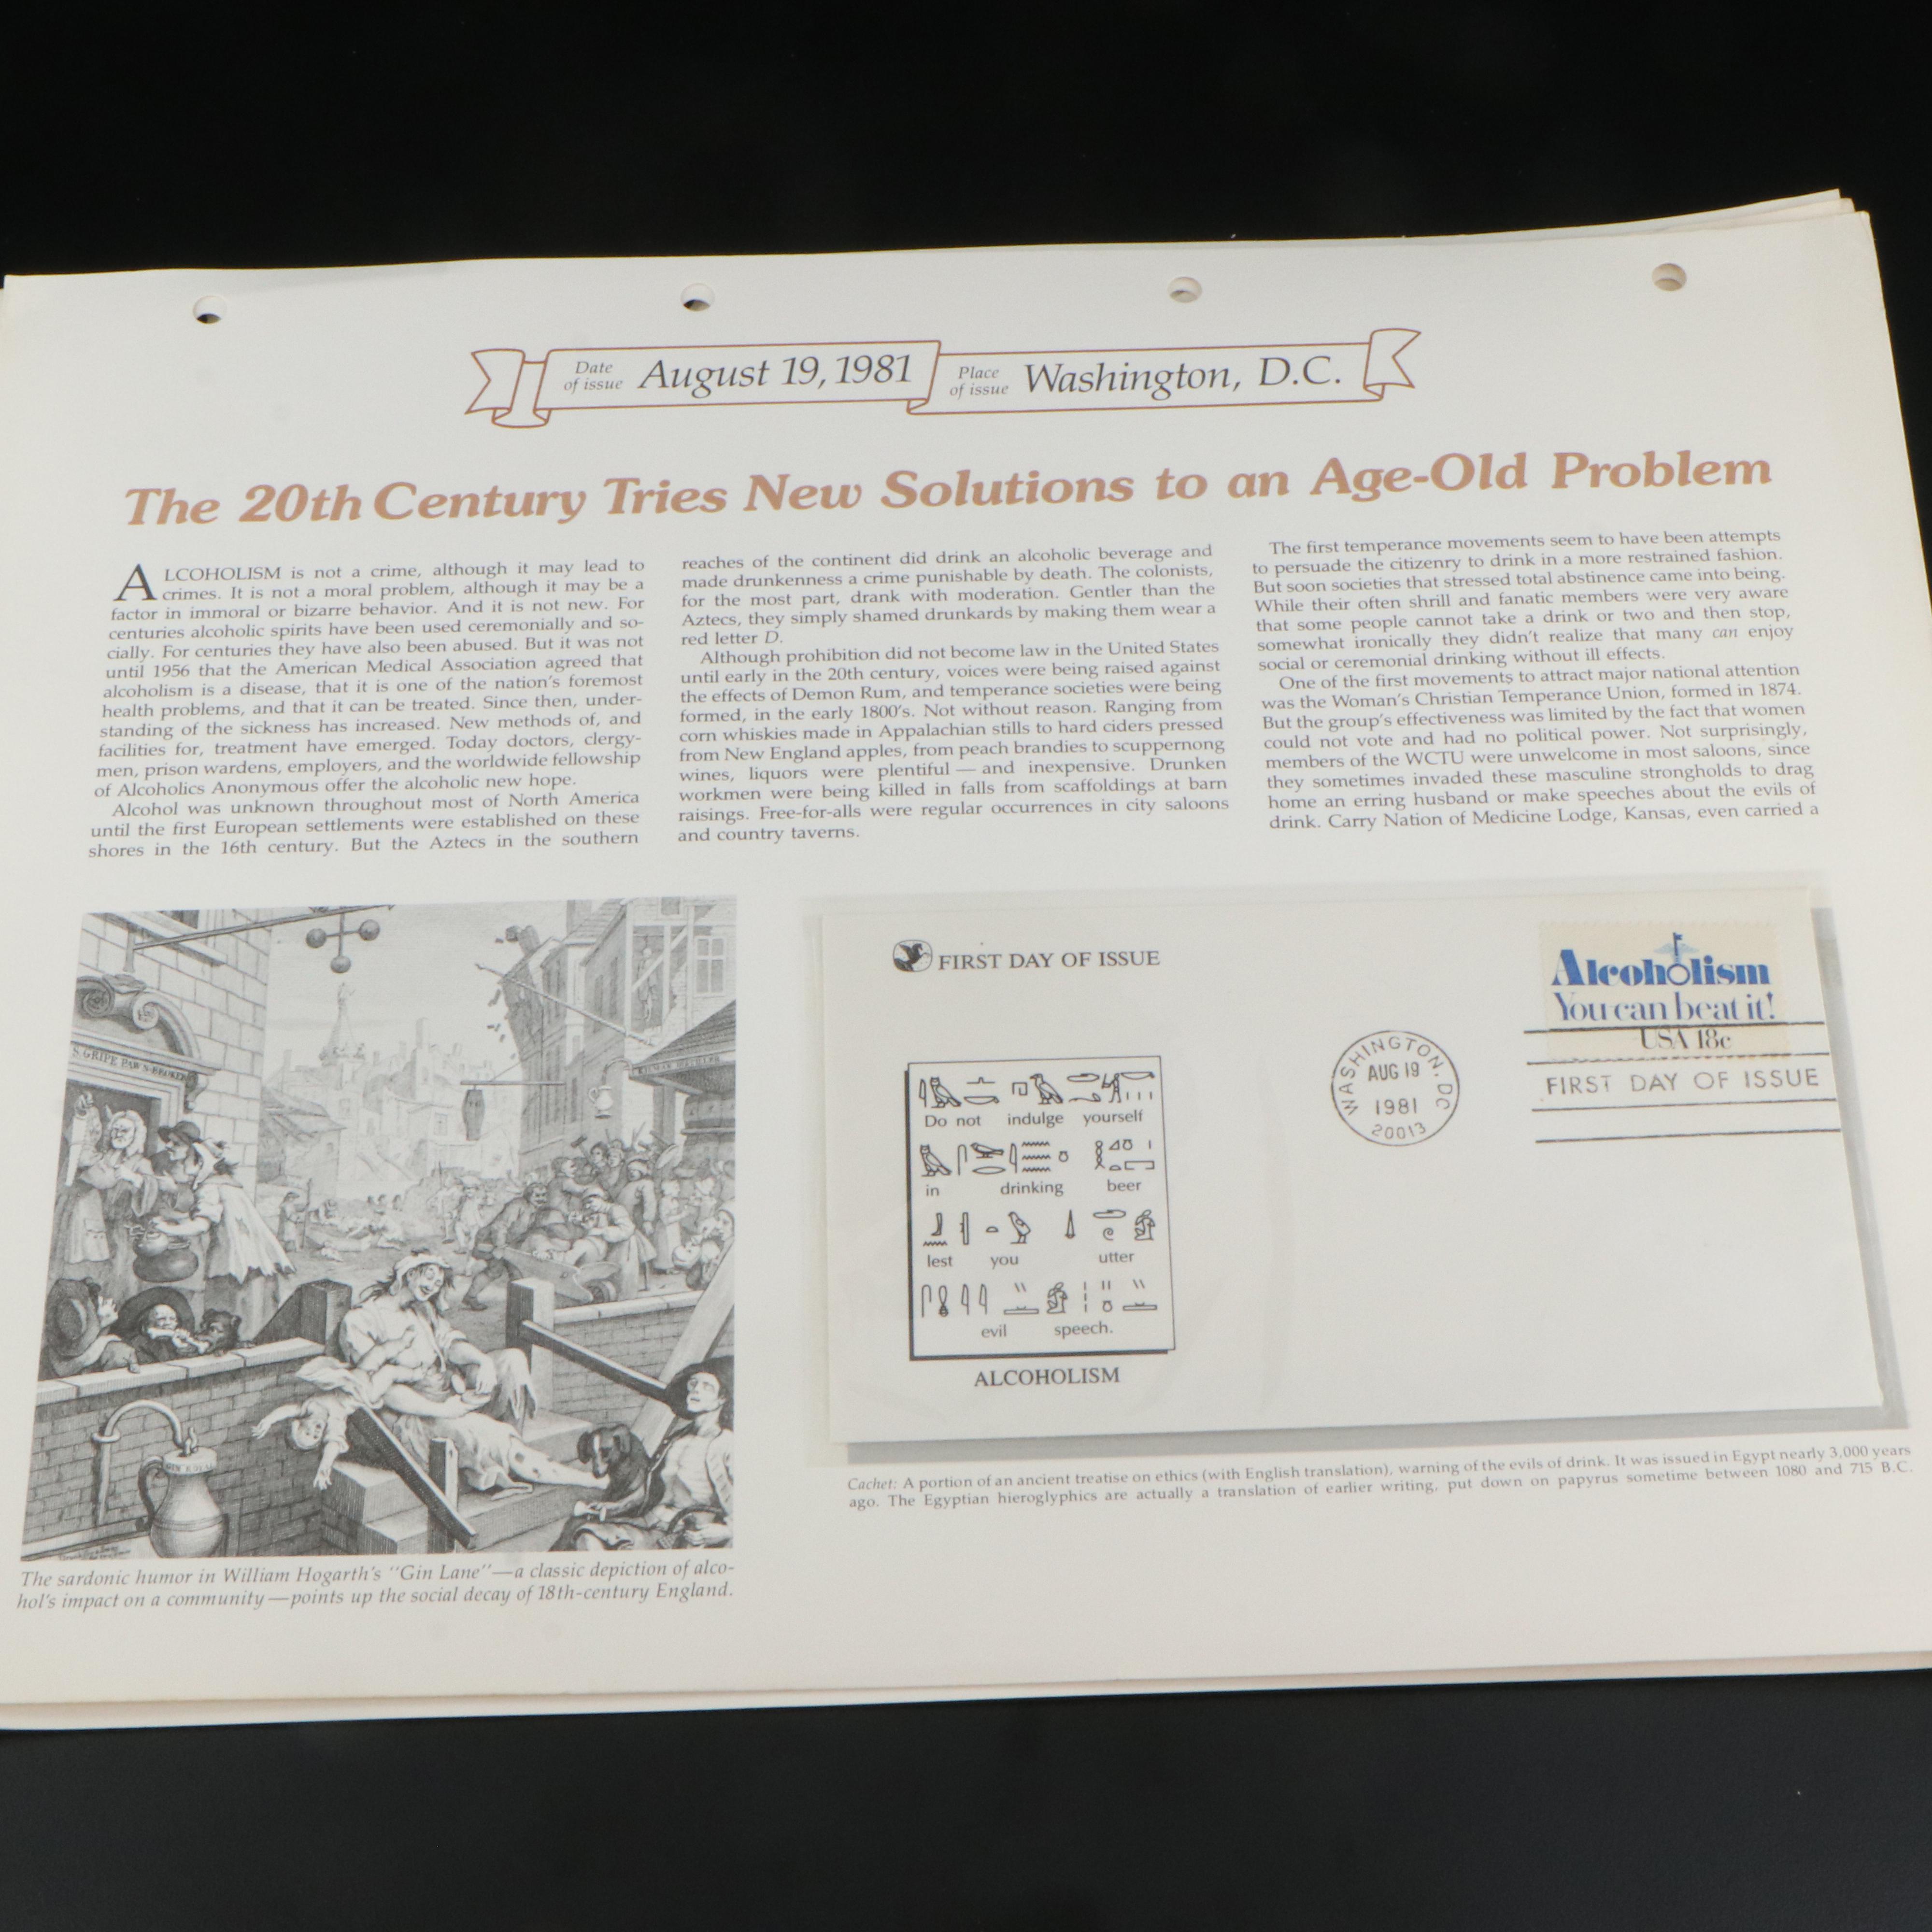 Date of issue August 19, 1981 Place of issue Washington, D.C.
The 20th Century Tries New Solutions to an Age-Old Problem
ALCOHOLISM is not a crime, although it may lead to
crimes. It is not a moral problem, although it may be a
factor in immoral or bizarre behavior. And it is not new. For
centuries alcoholic spirits have been used ceremonially and so-
cially. For centuries they have also been abused. But it was not
until 1956 that the American Medical Association agreed that
alcoholism is a disease, that it is one of the nation's foremost
health problems, and that it can be treated. Since then, under-
standing of the sickness has increased. New methods of, and
facilities for, treatment have emerged. Today doctors, clergy-
men, prison wardens, employers, and the worldwide fellowship
of Alcoholics Anonymous offer the alcoholic new hope.
Alcohol was unknown throughout most of North America
until the first European settlements were established on these
shores in the 16th century. But the Aztecs in the southern
reaches of the continent did drink an alcoholic beverage and
made drunkenness a crime punishable by death. The colonists,
for the most part, drank with moderation. Gentler than the
Aztecs, they simply shamed drunkards by making them wear a
red letter D.
Although prohibition did not become law in the United States
until early in the 20th century, voices were being raised against
the effects of Demon Rum, and temperance societies were being
formed, in the early 1800's. Not without reason. Ranging from
corn whiskies made in Appalachian stills to hard ciders pressed
from New England apples, from peach brandies to scuppernong
wines, liquors were plentiful — and inexpensive. Drunken
workmen were being killed in falls from scaffoldings at barn
raisings. Free-for-alls were regular occurrences in city saloons
and country taverns.
The first temperance movements seem to have been attempts
to persuade the citizenry to drink in a more restrained fashion.
But soon societies that stressed total abstinence came into being.
While their often shrill and fanatic members were very aware
that some people cannot take a drink or two and then stop,
somewhat ironically they didn't realize that many can enjoy
social or ceremonial drinking without ill effects.
One of the first movements to attract major national attention
was the Woman's Christian Temperance Union, formed in 1874.
But the group's effectiveness was limited by the fact that women
could not vote and had no political power. Not surprisingly,
members of the WCTU were unwelcome in most saloons, since
they sometimes invaded these masculine strongholds to drag
home an erring husband or make speeches about the evils of
drink. Carry Nation of Medicine Lodge, Kansas, even carried a
S. GRIPE PAWN-BROKER
GIN ROYAL
The sardonic humor in William Hogarth's "Gin Lane"—a classic depiction of alco-
hol's impact on a community—points up the social decay of 18th-century England.
FIRST DAY OF ISSUE
Do not indulge yourself
in drinking beer
lest you utter
evil speech.
ALCOHOLISM
WASHINGTON, DC
AUG 19
1981
20013
Alcoholism
You can beat it!
USA 18c
FIRST DAY OF ISSUE
Cachet: A portion of an ancient treatise on ethics (with English translation), warning of the evils of drink. It was issued in Egypt nearly 3,000 years
ago. The Egyptian hieroglyphics are actually a translation of earlier writing, put down on papyrus sometime between 1080 and 715 B.C.